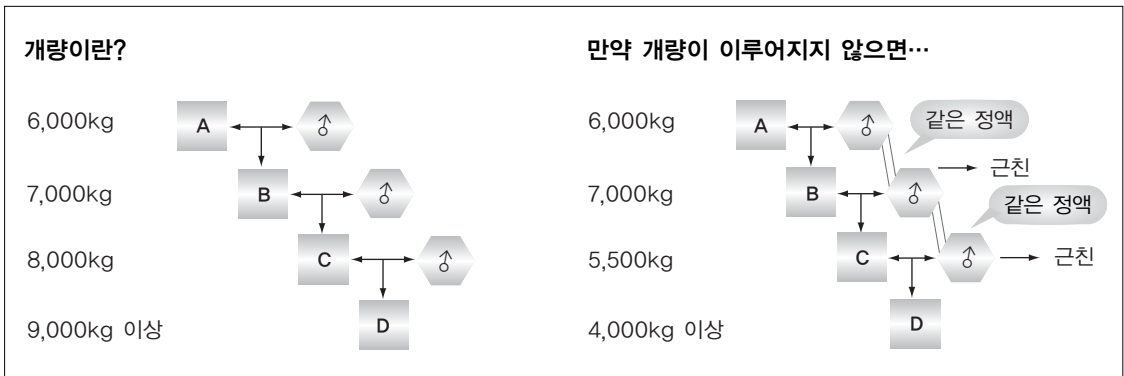 개량이란?
6,000kg A ♂
7,000kg B ♂
8,000kg C ♂
9,000kg 이상 D
만약 개량이 이루어지지 않으면…
6,000kg A ♂ 같은 정액
근친
7,000kg B ♂ 같은 정액
5,500kg C ♂ 근친
4,000kg 이상 D